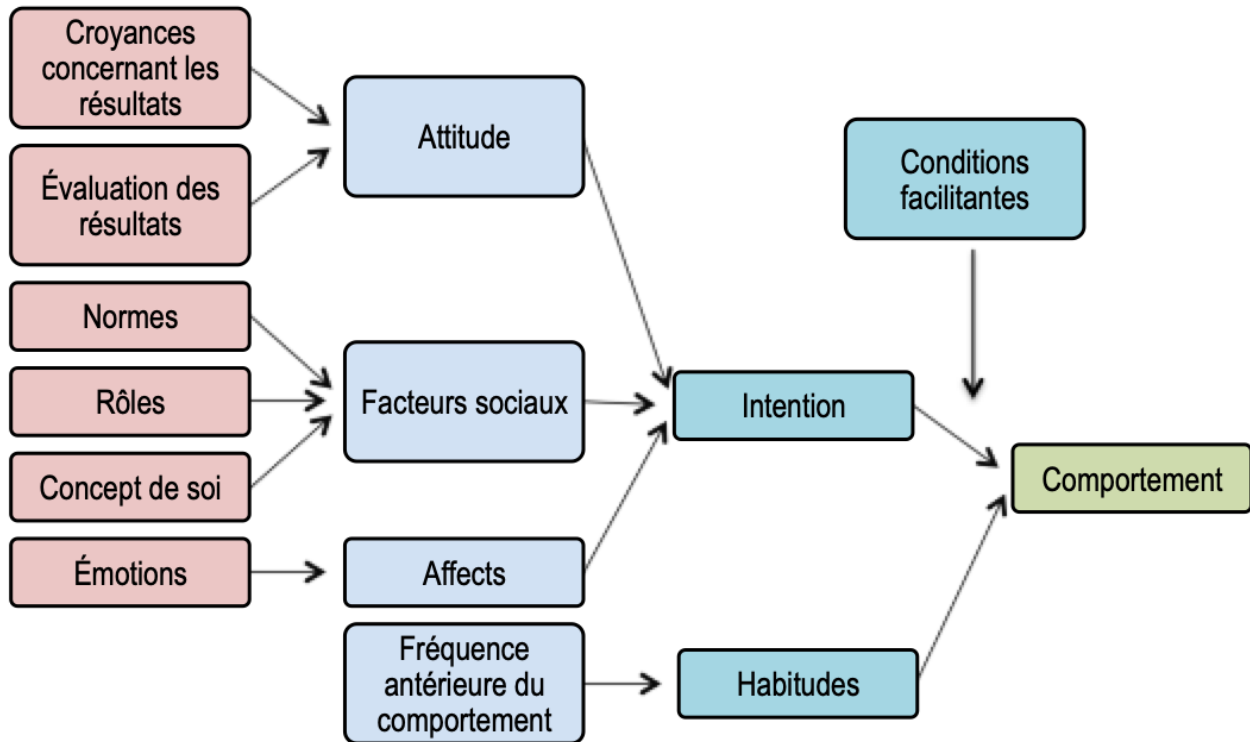 Croyances
concernant les
résultats
Évaluation des
résultats
Normes
Rôles
Concept de soi
Émotions
Attitude
Facteurs sociaux
Affects
Fréquence
antérieure du
comportement
Conditions
facilitantes
Intention
Habitudes
Comportement